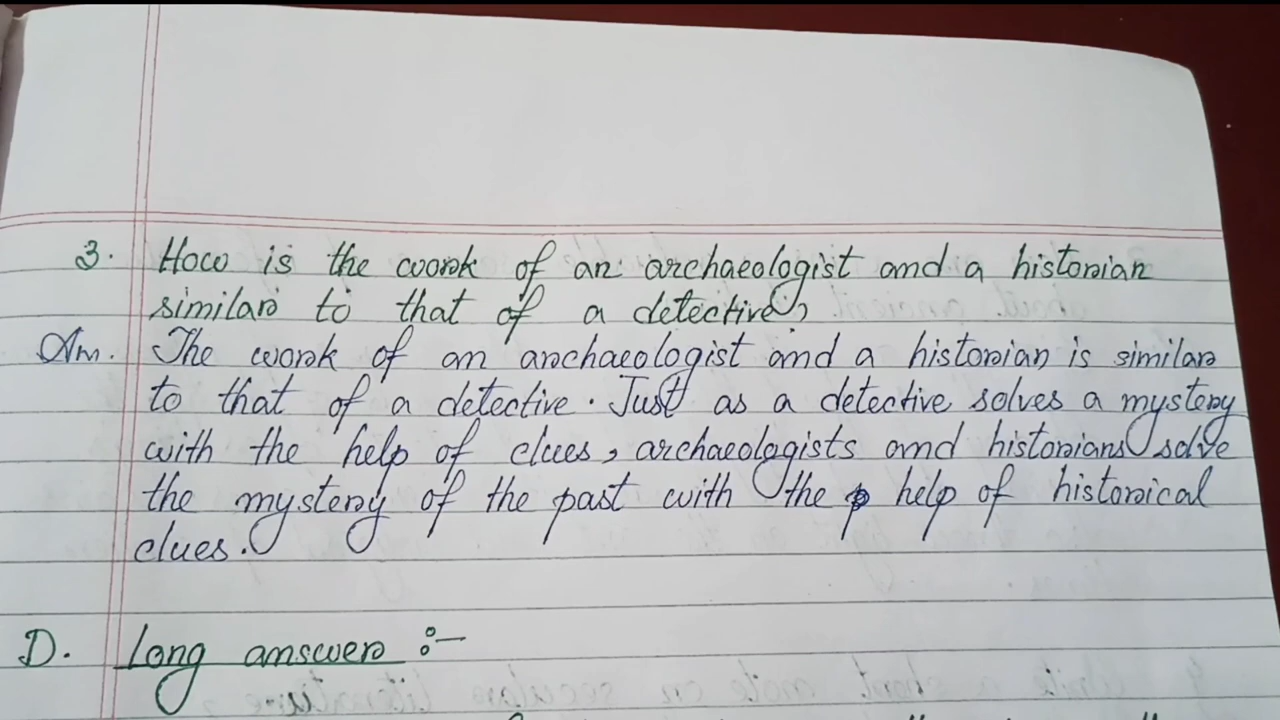 3. How is the work of an archaeologist and a historian
similar to that of a detective?
Ans. The work of an archaeologist and a historian is similar
to that of a detective. Just as a detective solves a mystery
with the help of clues, archaeologists and historians solve
the mystery of the past with the help of historical
clues.
D. Long answer :-